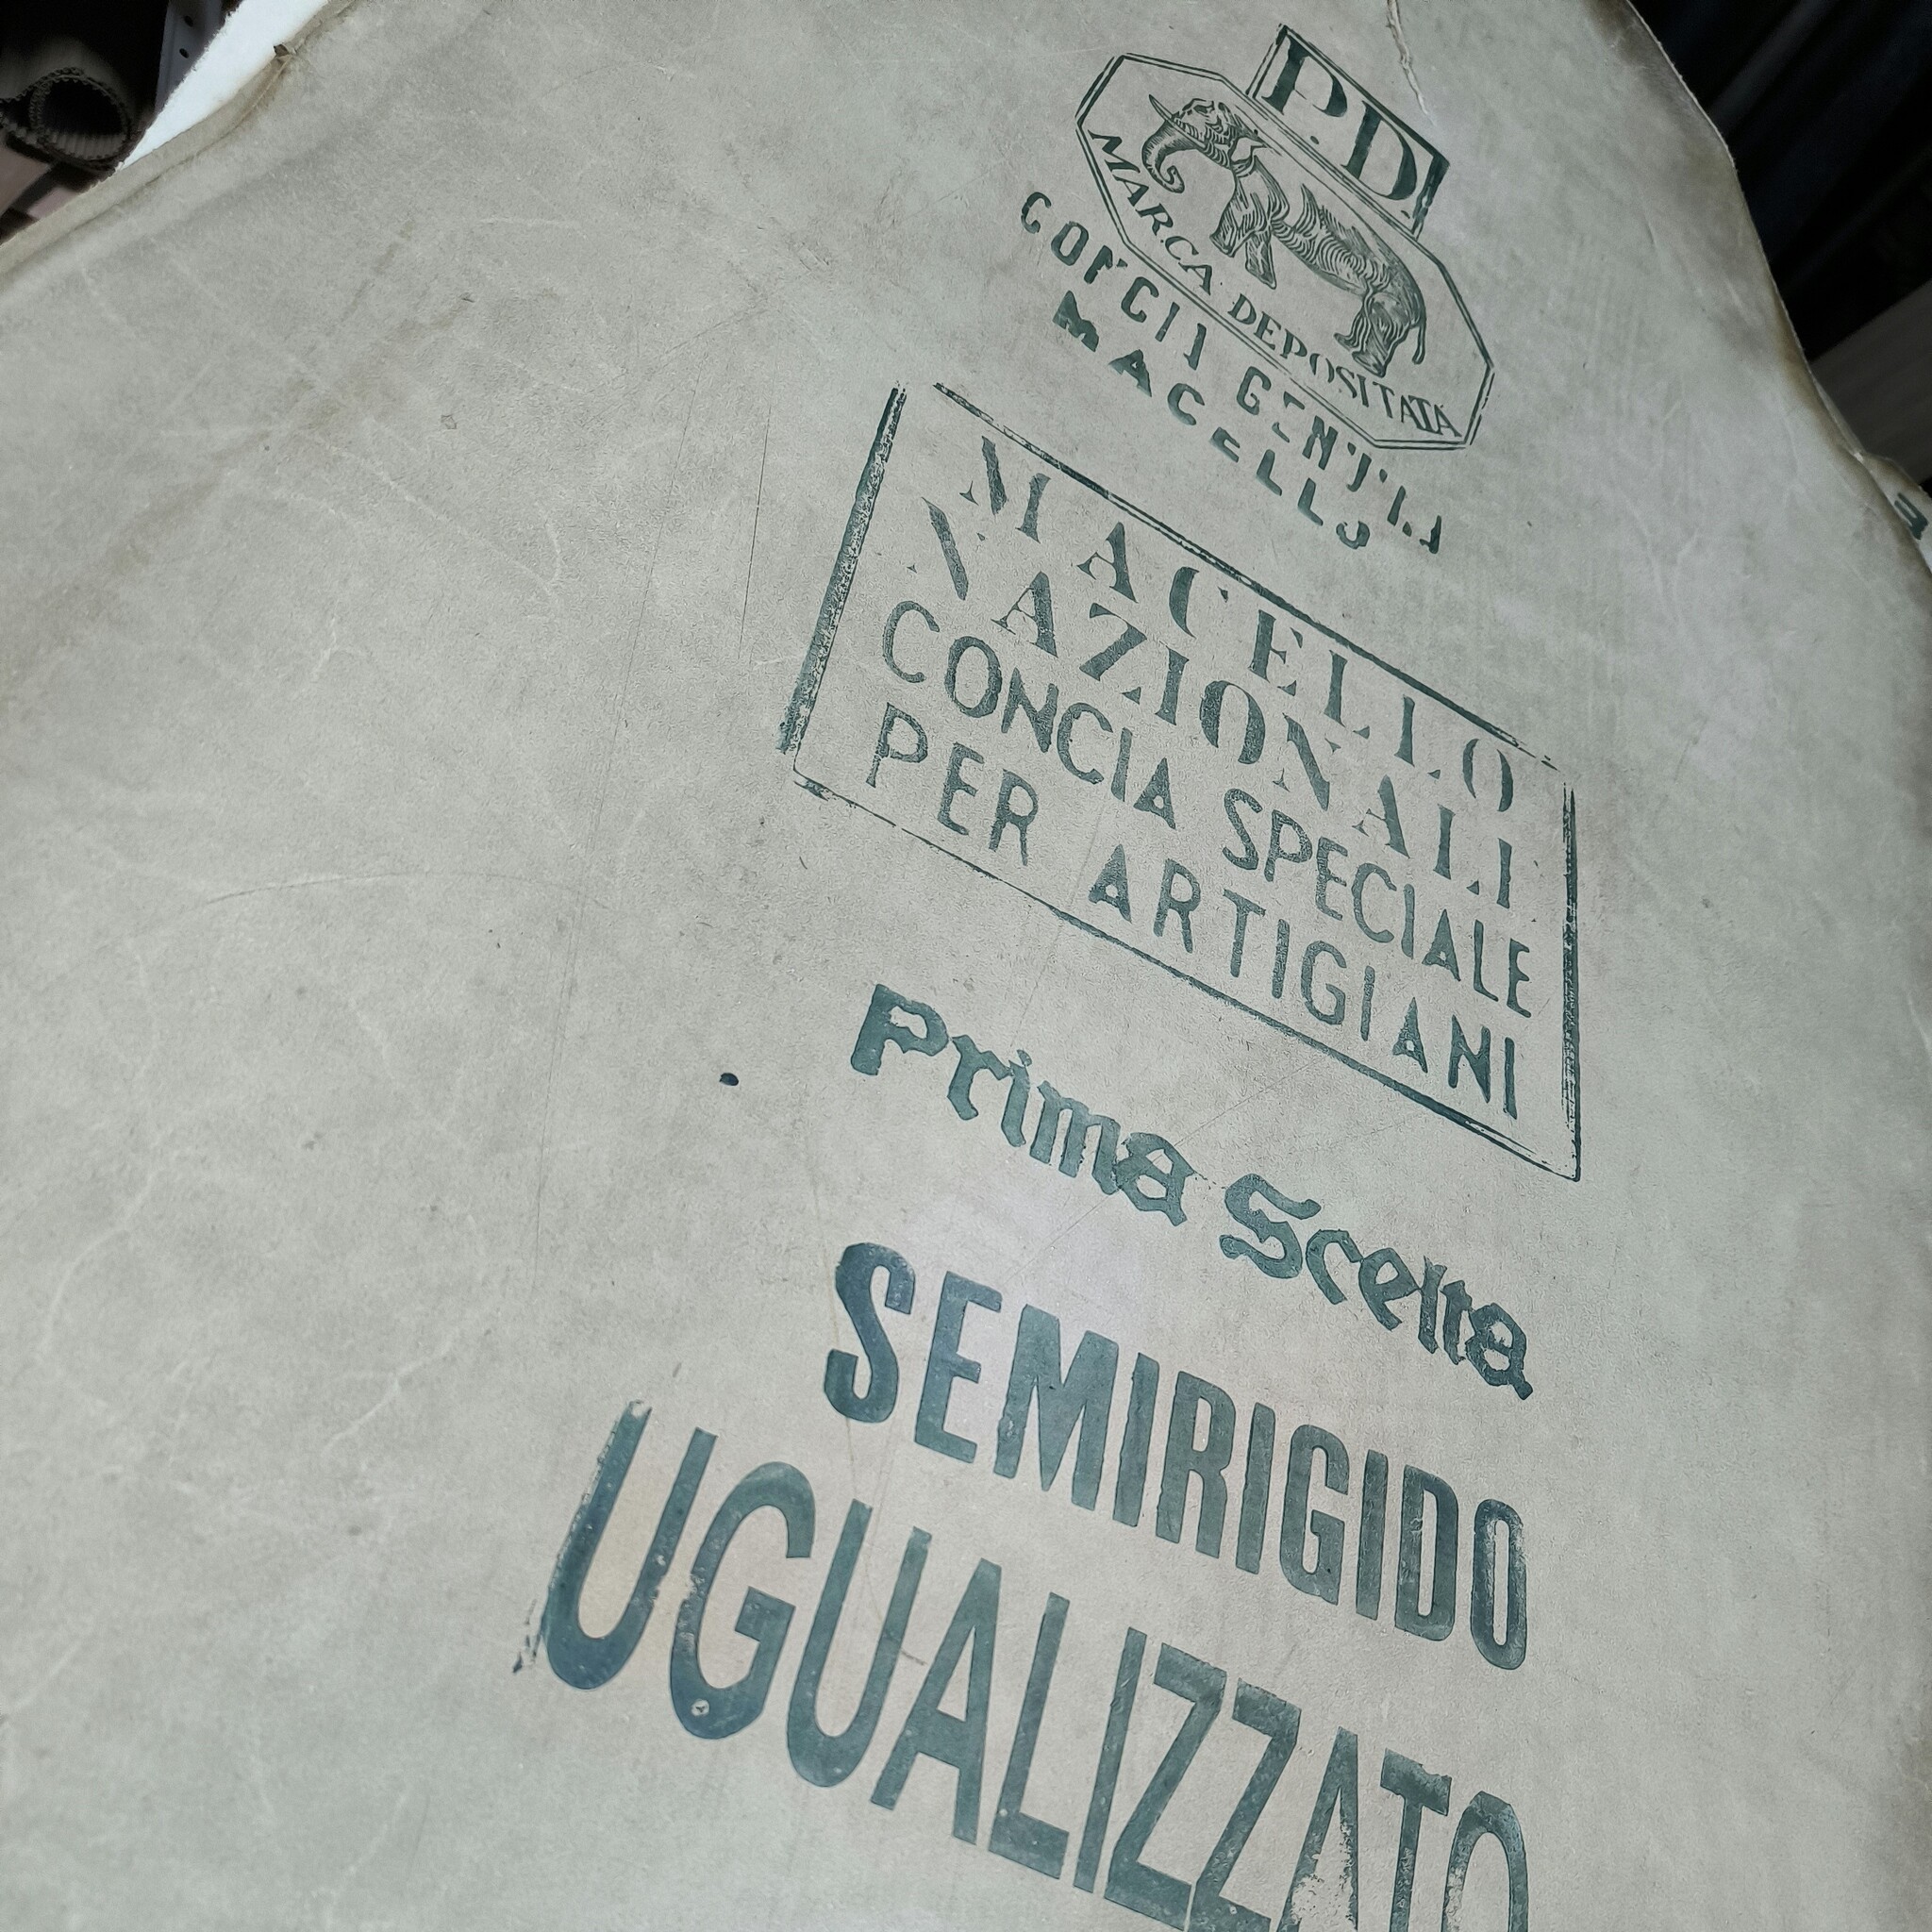 P.D.
MARCA DEPOSITATA
CONCIA GENTILI
MACELLO
MACELLO
NAZIONALI
CONCIA SPECIALE
PER ARTIGIANI
Prima Scelta
SEMIRIGIDO
UGUALIZZATO